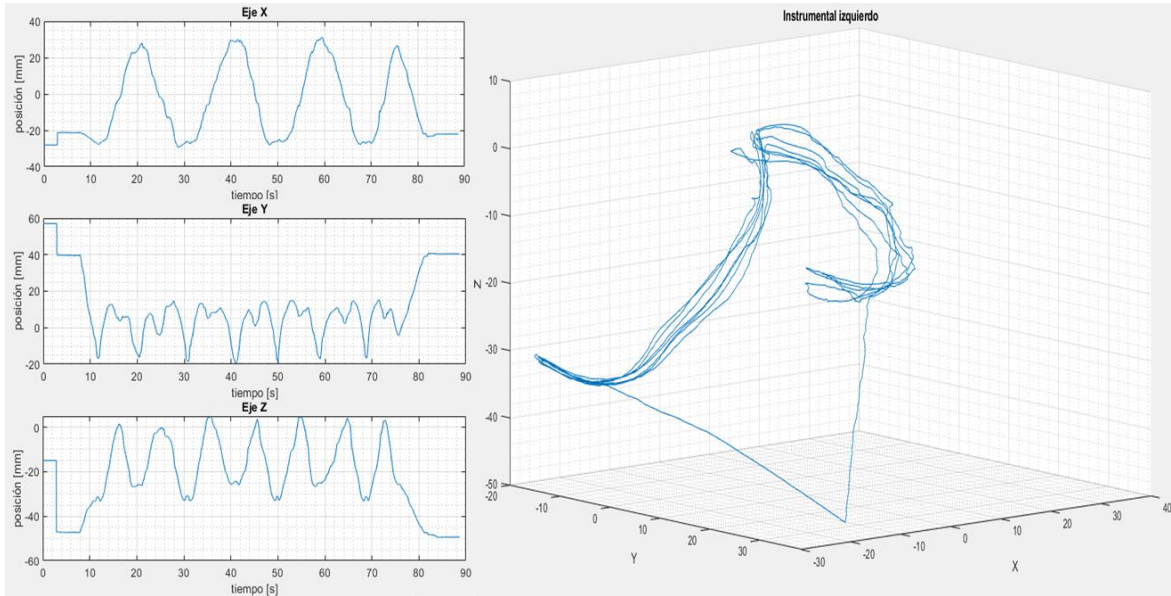 Eje X
40
20
0
-20
-40
posición [mm]
0 10 20 30 40 50 60 70 80 90
tiempo [s]
Eje Y
60
40
20
0
-20
posición [mm]
0 10 20 30 40 50 60 70 80 90
tiempo [s]
Eje Z
0
-20
-40
-60
posición [mm]
0 10 20 30 40 50 60 70 80 90
tiempo [s]
Instrumental izquierdo
10
0
-10
-20
-30
-40
-50
Z
-20 -10 0 10 20 30
Y
-30 -20 -10 0 10 20 30 40
X